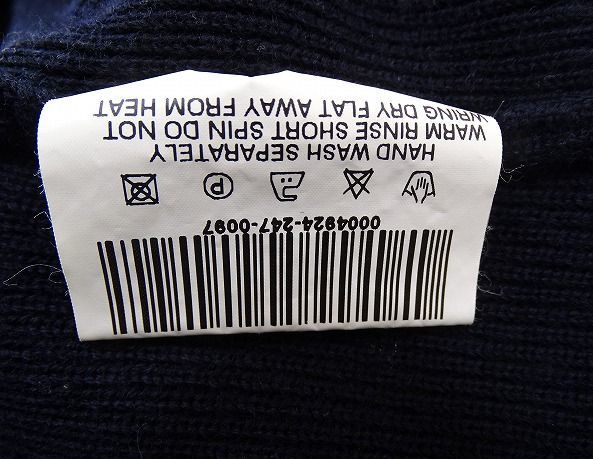 0004924-247-0097
P
HAND WASH SEPARATELY
WARM RINSE SHORT SPIN DO NOT
WRING DRY FLAT AWAY FROM HEAT